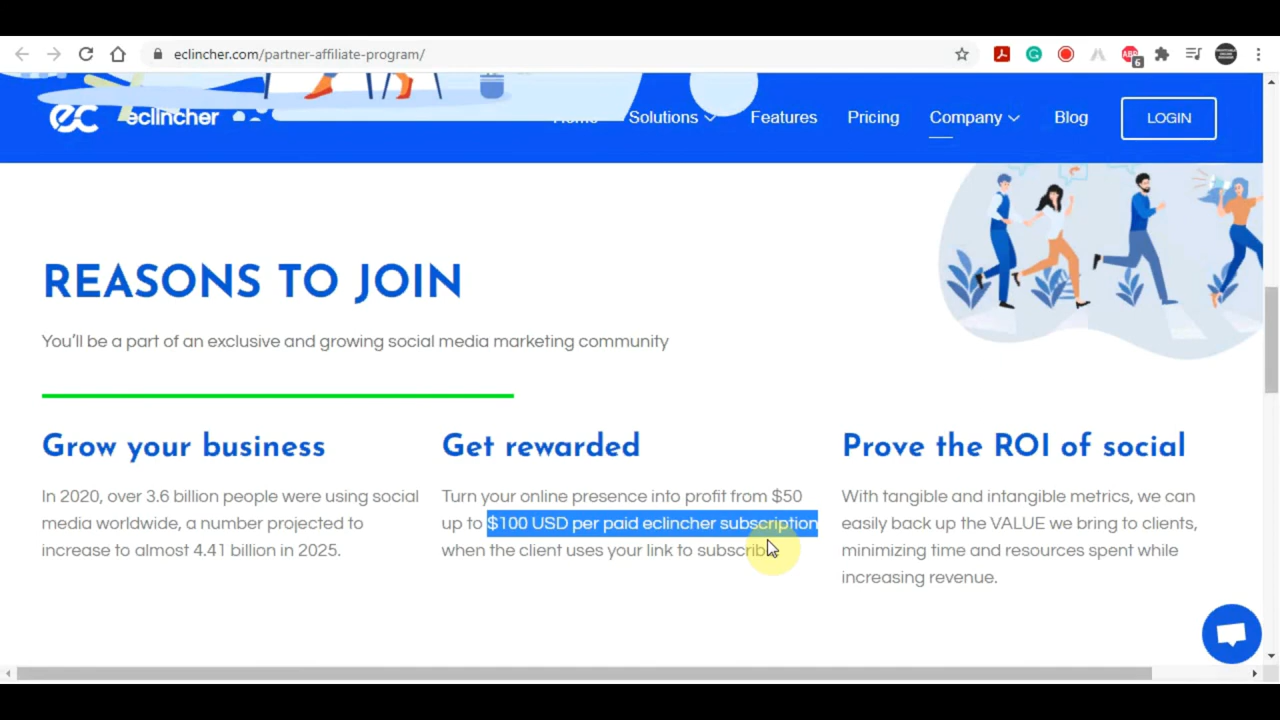 eclincher.com/partner-affiliate-program/
ABP
6
ec eclincher
Home Solutions Features Pricing Company Blog LOGIN
REASONS TO JOIN
You'll be a part of an exclusive and growing social media marketing community
Grow your business
In 2020, over 3.6 billion people were using social
media worldwide, a number projected to
increase to almost 4.41 billion in 2025.
Get rewarded
Turn your online presence into profit from $50
up to $100 USD per paid eclincher subscription
when the client uses your link to subscribe.
Prove the ROI of social
With tangible and intangible metrics, we can
easily back up the VALUE we bring to clients,
minimizing time and resources spent while
increasing revenue.